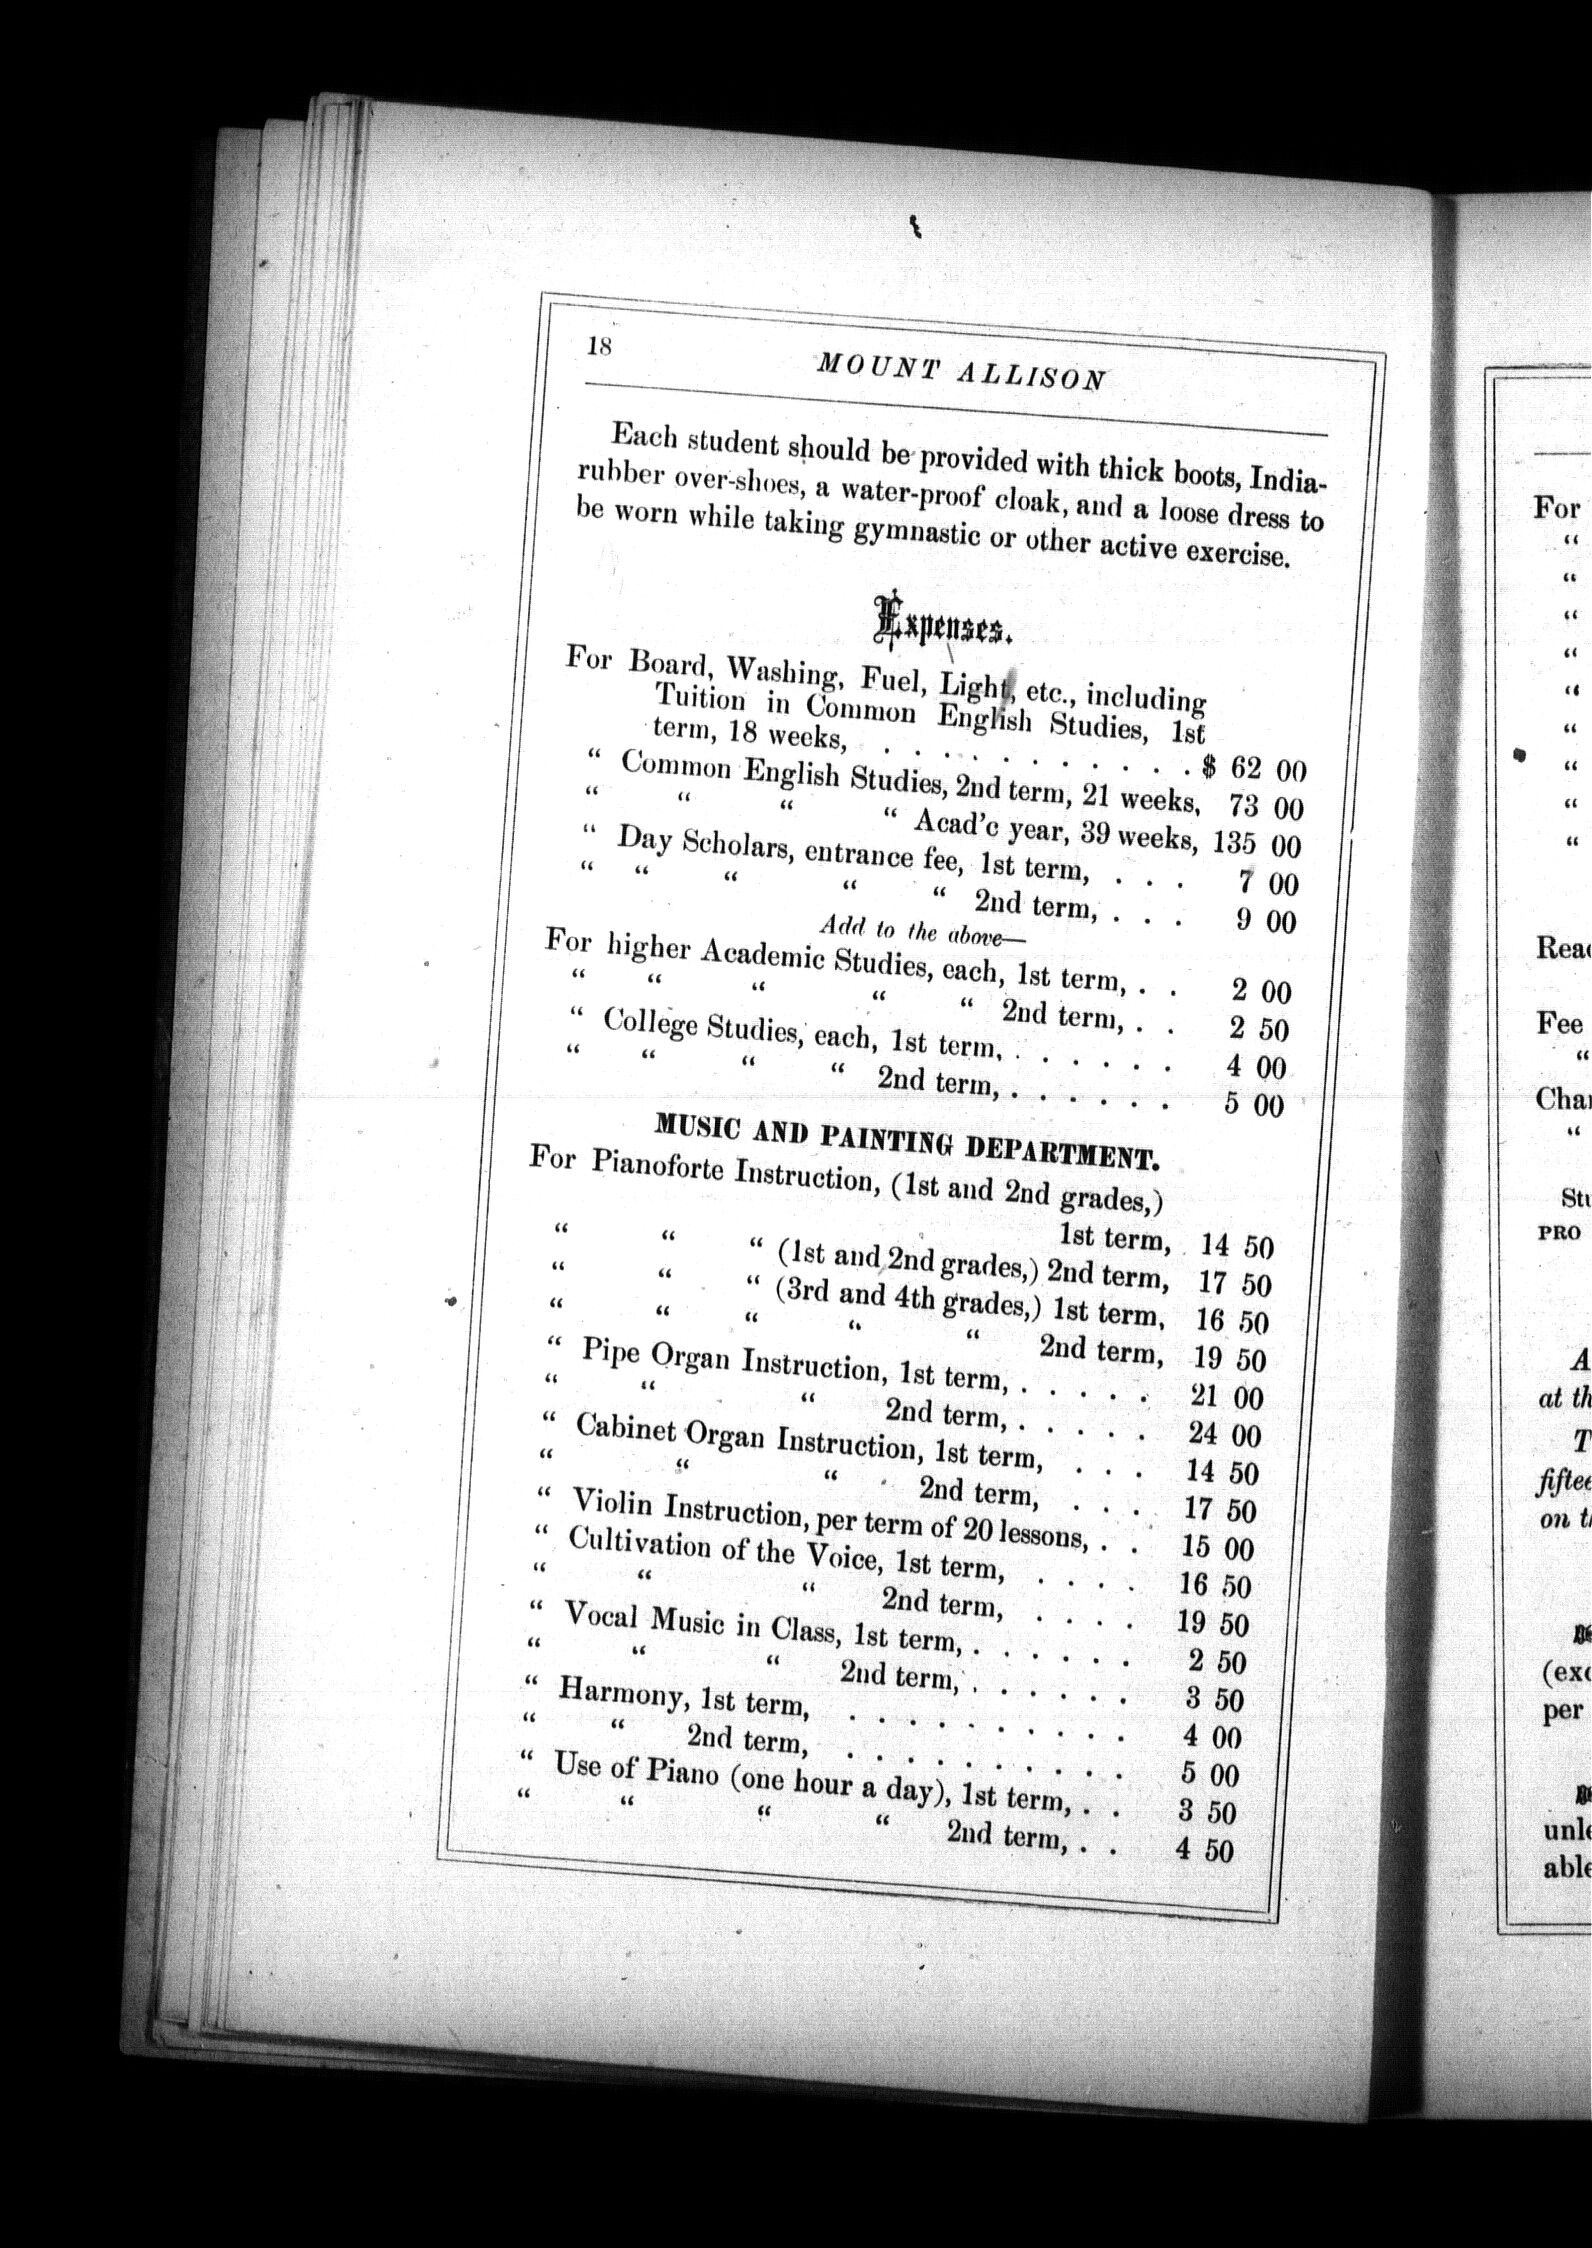 18
MOUNT ALLISON
Each student should be provided with thick boots, India-
rubber over-shoes, a water-proof cloak, and a loose dress to
be worn while taking gymnastic or other active exercise.
Expenses.
For Board, Washing, Fuel, Light, etc., including
Tuition in Common English Studies, 1st
term, 18 weeks, . . . . . . . . . . . $ 62 00
“ Common English Studies, 2nd term, 21 weeks, 73 00
“ “ “ “ Acad’c year, 39 weeks, 135 00
“ Day Scholars, entrance fee, 1st term, . . . 7 00
“ “ “ “ “ 2nd term, . . . 9 00
Add to the above—
For higher Academic Studies, each, 1st term, . . 2 00
“ “ “ “ “ 2nd term, . . 2 50
“ College Studies, each, 1st term, . . . . . . 4 00
“ “ “ “ 2nd term, . . . . . . 5 00
MUSIC AND PAINTING DEPARTMENT.
For Pianoforte Instruction, (1st and 2nd grades,)
1st term, 14 50
“ “ “ (1st and 2nd grades,) 2nd term, 17 50
“ “ “ (3rd and 4th grades,) 1st term, 16 50
“ “ “ “ “ 2nd term, 19 50
“ Pipe Organ Instruction, 1st term, . . . . . 21 00
“ “ “ 2nd term, . . . . . 24 00
“ Cabinet Organ Instruction, 1st term, . . . 14 50
“ “ “ 2nd term, . . . 17 50
“ Violin Instruction, per term of 20 lessons, . . 15 00
“ Cultivation of the Voice, 1st term, . . . . 16 50
“ “ “ 2nd term, . . . . 19 50
“ Vocal Music in Class, 1st term, . . . . . . 2 50
“ “ “ 2nd term, . . . . . . 3 50
“ Harmony, 1st term, . . . . . . . . . . 4 00
“ “ 2nd term, . . . . . . . . . . 5 00
“ Use of Piano (one hour a day), 1st term, . . 3 50
“ “ “ “ 2nd term, . . 4 50
For
“
“
“
“
“
“
“
“
“
Fee
“
“
PRO
A
at
on
per